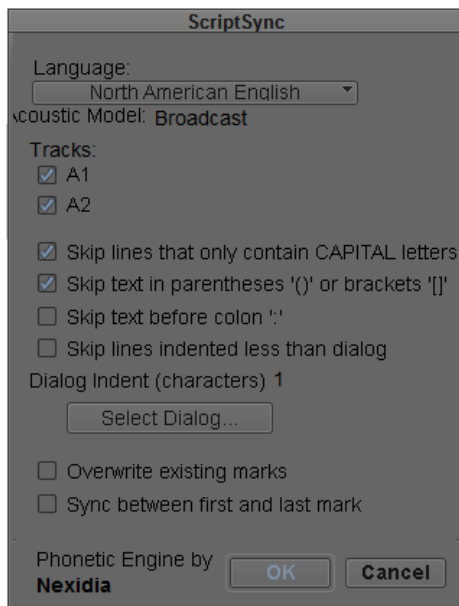 ScriptSync
Language:
North American English
Acoustic Model: Broadcast
Tracks:
A1
A2
Skip lines that only contain CAPITAL letters
Skip text in parentheses '()' or brackets '[]'
Skip text before colon ':'
Skip lines indented less than dialog
Dialog Indent (characters) 1
Select Dialog...
Overwrite existing marks
Sync between first and last mark
Phonetic Engine by
Nexidia
OK Cancel